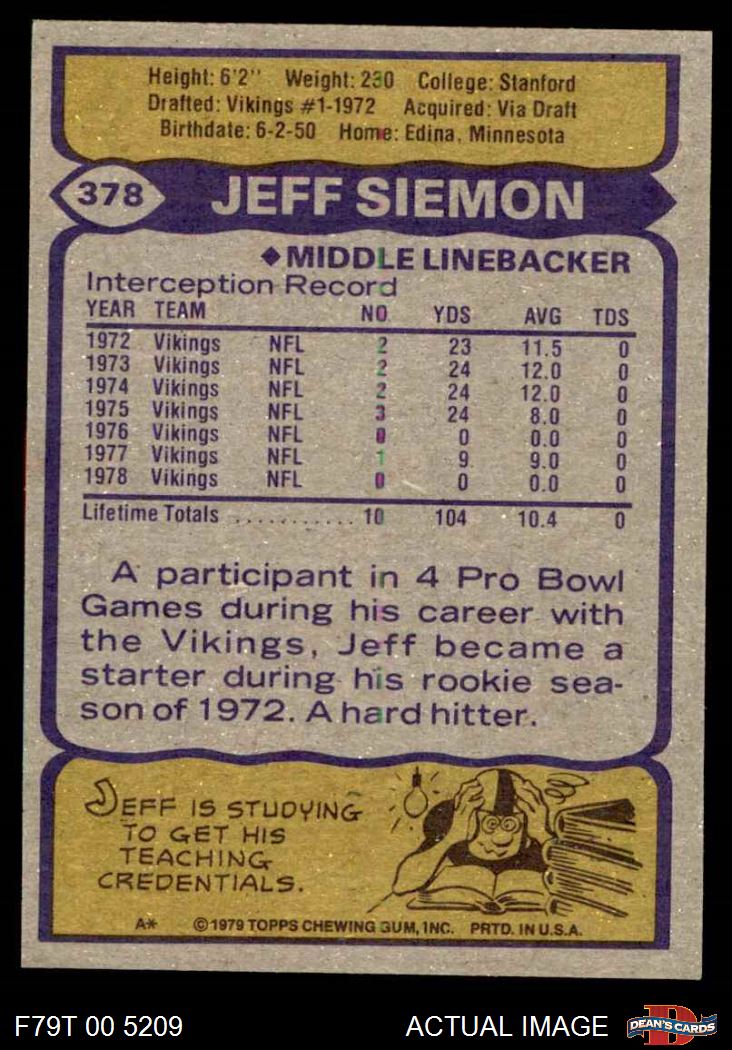 Height: 6'2" Weight: 230 College: Stanford
Drafted: Vikings #1-1972 Acquired: Via Draft
Birthdate: 6-2-50 Home: Edina, Minnesota
378 JEFF SIEMON
◆MIDDLE LINEBACKER
Interception Record
YEAR TEAM NO. YDS AVG TDS
1972 Vikings NFL 2 23 11.5 0
1973 Vikings NFL 2 24 12.0 0
1974 Vikings NFL 2 24 12.0 0
1975 Vikings NFL 3 24 8.0 0
1976 Vikings NFL 0 0 0.0 0
1977 Vikings NFL 1 9 9.0 0
1978 Vikings NFL 0 0 0.0 0
Lifetime Totals ........... 10 104 10.4 0
A participant in 4 Pro Bowl
Games during his career with
the Vikings, Jeff became a
starter during his rookie sea-
son of 1972. A hard hitter.
JEFF IS STUDYING
TO GET HIS
TEACHING
CREDENTIALS.
A* ©1979 TOPPS CHEWING GUM, INC. PRTD. IN U.S.A.
F79T 00 5209 ACTUAL IMAGE D DEAN'S CARDS